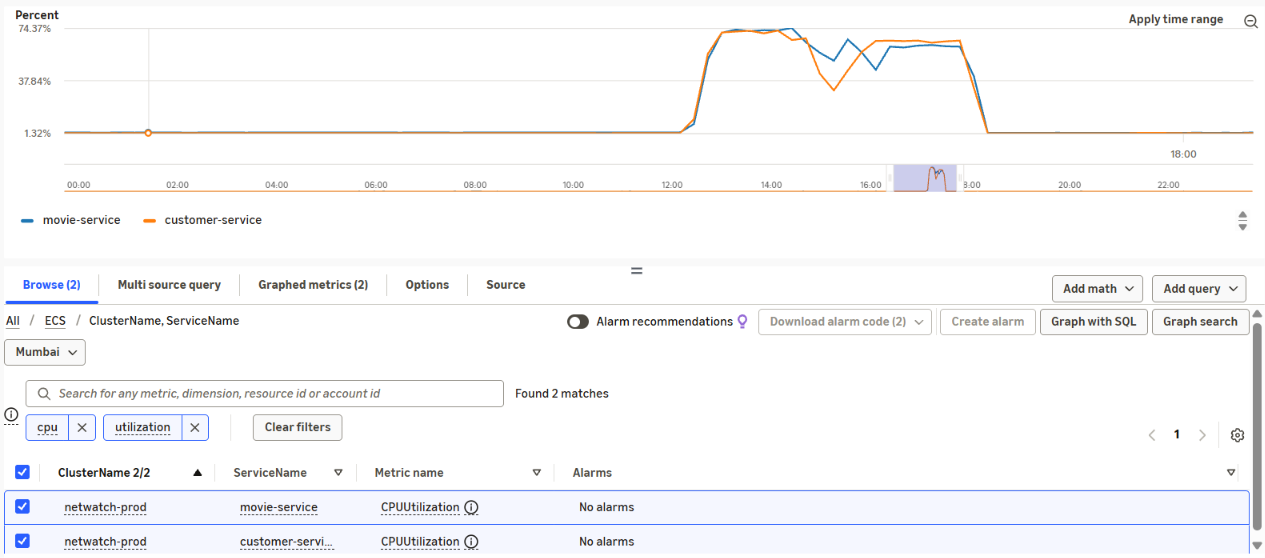 Percent
Apply time range
74.37%
37.84%
1.32%
18:00
00:00 02:00 04:00 06:00 08:00 10:00 12:00 14:00 16:00 8:00 20:00 22:00
movie-service customer-service
Browse (2) Multi source query Graphed metrics (2) Options Source Add math Add query
All / ECS / ClusterName, ServiceName Alarm recommendations Download alarm code (2) Create alarm Graph with SQL Graph search
Mumbai
Search for any metric, dimension, resource id or account id Found 2 matches
cpu utilization Clear filters
1
ClusterName 2/2 ServiceName Metric name Alarms
netwatch-prod movie-service CPUUtilization No alarms
netwatch-prod customer-servi... CPUUtilization No alarms